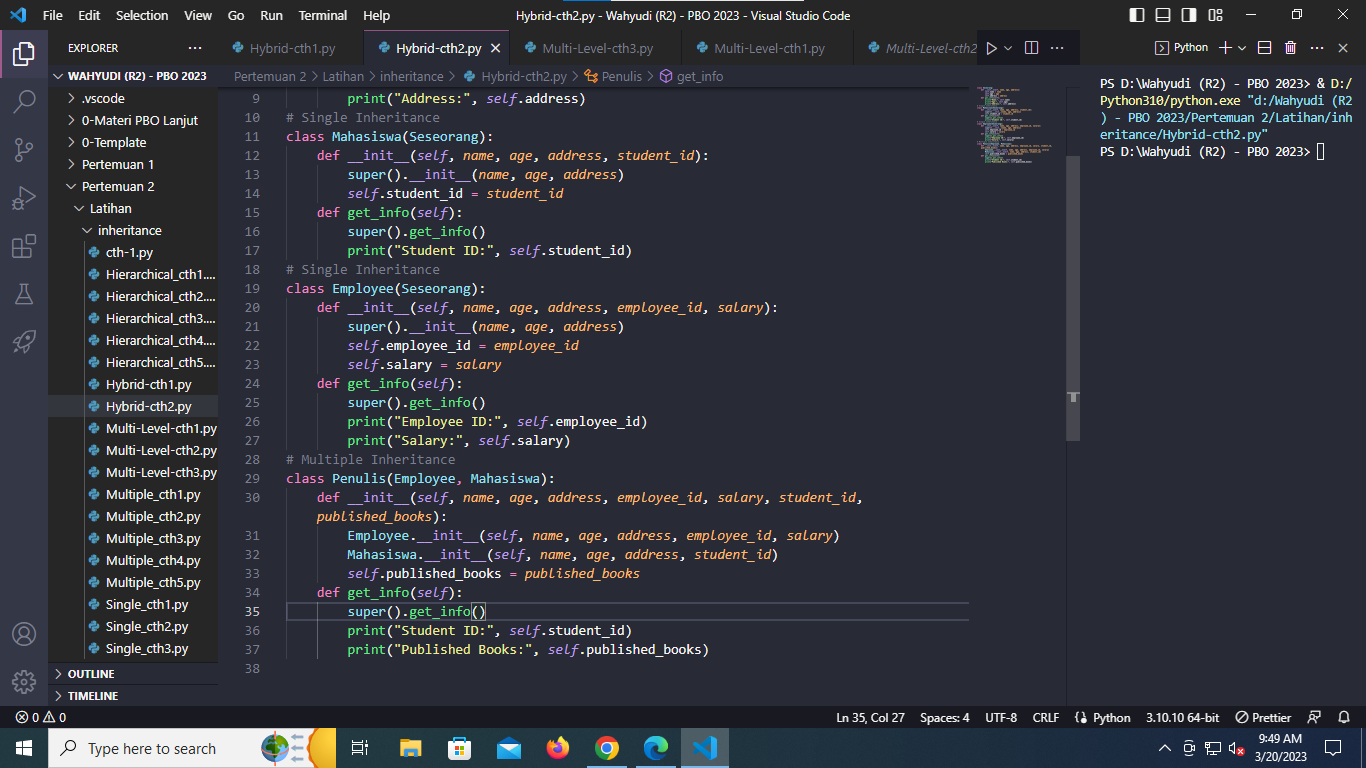 File Edit Selection View Go Run Terminal Help
Hybrid-cth2.py - Wahyudi (R2) - PBO 2023 - Visual Studio Code
EXPLORER
Hybrid-cth1.py
Hybrid-cth2.py
Multi-Level-cth3.py
Multi-Level-cth1.py
Multi-Level-cth2
Python
WAHYUDI (R2) - PBO 2023
.vscode
0-Materi PBO Lanjut
0-Template
Pertemuan 1
Pertemuan 2
Latihan
inheritance
cth-1.py
Hierarchical_cth1....
Hierarchical_cth2....
Hierarchical_cth3....
Hierarchical_cth4....
Hierarchical_cth5....
Hybrid-cth1.py
Hybrid-cth2.py
Multi-Level-cth1.py
Multi-Level-cth2.py
Multi-Level-cth3.py
Multiple_cth1.py
Multiple_cth2.py
Multiple_cth3.py
Multiple_cth4.py
Multiple_cth5.py
Single_cth1.py
Single_cth2.py
Single_cth3.py
OUTLINE
TIMELINE
Pertemuan 2 > Latihan > inheritance > Hybrid-cth2.py > Penulis > get_info
9 print("Address:", self.address)
10 # Single Inheritance
11 class Mahasiswa(Seseorang):
12 def __init__(self, name, age, address, student_id):
13 super().__init__(name, age, address)
14 self.student_id = student_id
15 def get_info(self):
16 super().get_info()
17 print("Student ID:", self.student_id)
18 # Single Inheritance
19 class Employee(Seseorang):
20 def __init__(self, name, age, address, employee_id, salary):
21 super().__init__(name, age, address)
22 self.employee_id = employee_id
23 self.salary = salary
24 def get_info(self):
25 super().get_info()
26 print("Employee ID:", self.employee_id)
27 print("Salary:", self.salary)
28 # Multiple Inheritance
29 class Penulis(Employee, Mahasiswa):
30 def __init__(self, name, age, address, employee_id, salary, student_id,
published_books):
31 Employee.__init__(self, name, age, address, employee_id, salary)
32 Mahasiswa.__init__(self, name, age, address, student_id)
33 self.published_books = published_books
34 def get_info(self):
35 super().get_info()
36 print("Student ID:", self.student_id)
37 print("Published Books:", self.published_books)
38
PS D:\Wahyudi (R2) - PBO 2023> & D:/
Python310/python.exe "d:/Wahyudi (R2
) - PBO 2023/Pertemuan 2/Latihan/inh
eritance/Hybrid-cth2.py"
PS D:\Wahyudi (R2) - PBO 2023>
0 0
Ln 35, Col 27 Spaces: 4 UTF-8 CRLF Python 3.10.10 64-bit Prettier
Type here to search
9:49 AM
3/20/2023